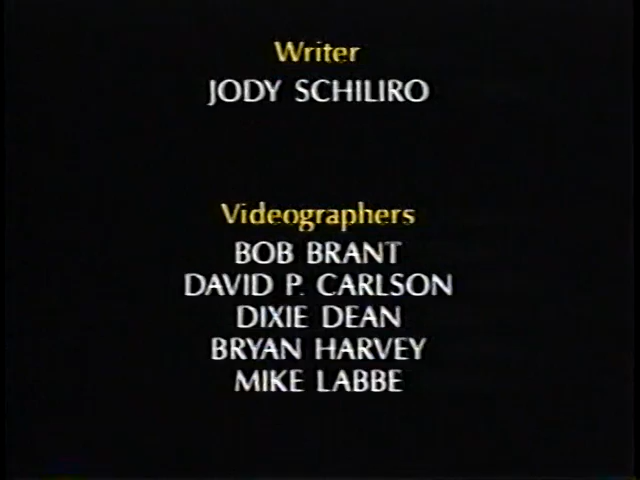 Writer
JODY SCHILIRO
Videographers
BOB BRANT
DAVID P. CARLSON
DIXIE DEAN
BRYAN HARVEY
MIKE LABBE